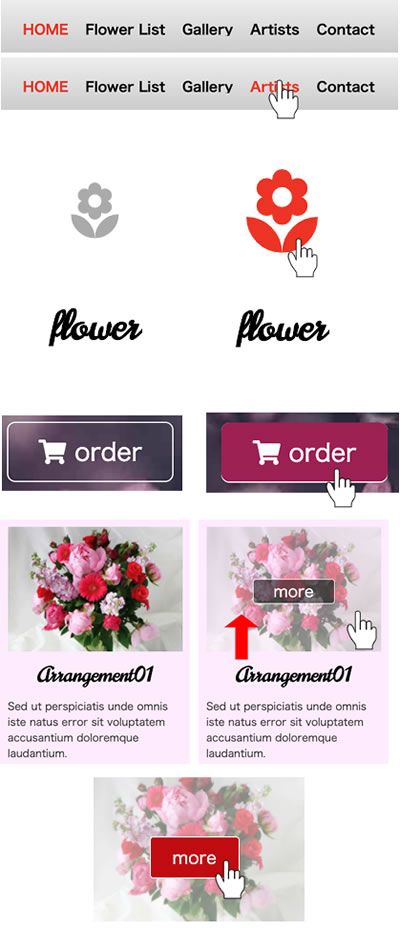 HOME Flower List Gallery Artists Contact
HOME Flower List Gallery Artists Contact
flower flower
order order
more
Arrangement01 Arrangement01
Sed ut perspiciatis unde omnis
iste natus error sit voluptatem
accusantium doloremque
laudantium.
Sed ut perspiciatis unde omnis
iste natus error sit voluptatem
accusantium doloremque
laudantium.
more